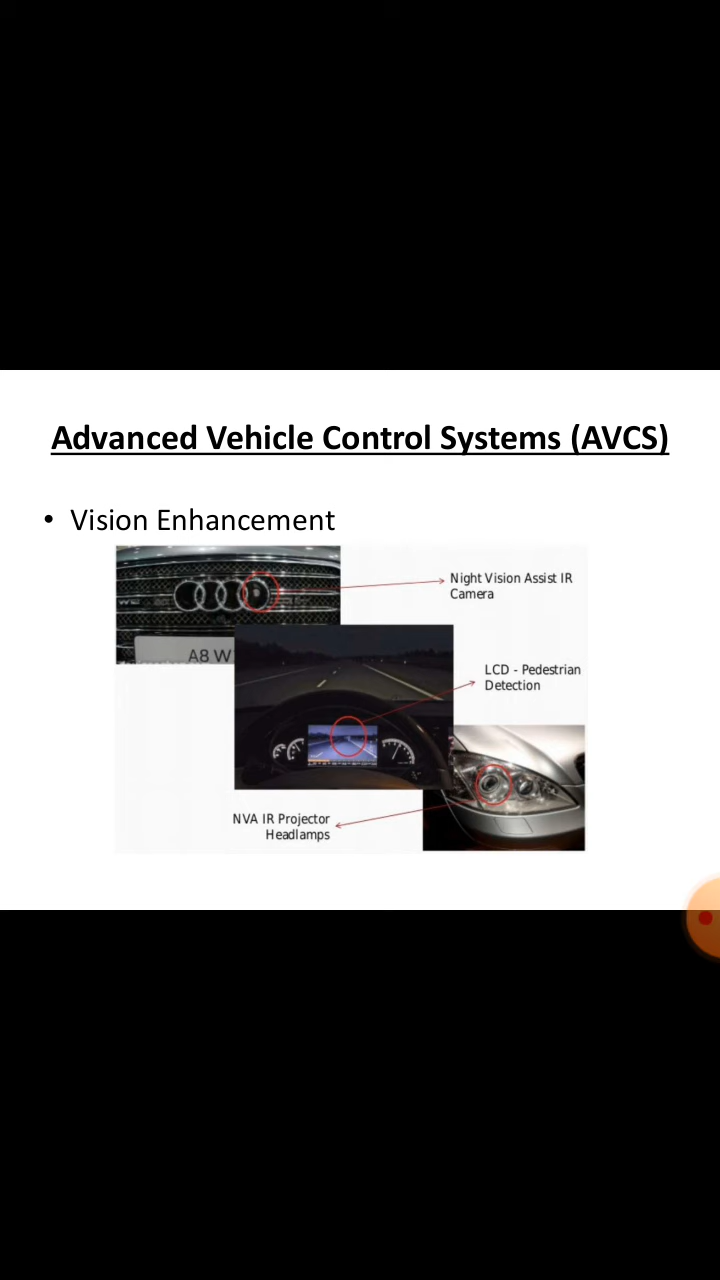 Advanced Vehicle Control Systems (AVCS)
• Vision Enhancement
Night Vision Assist IR
Camera
A8 W
LCD - Pedestrian
Detection
NVA IR Projector
Headlamps